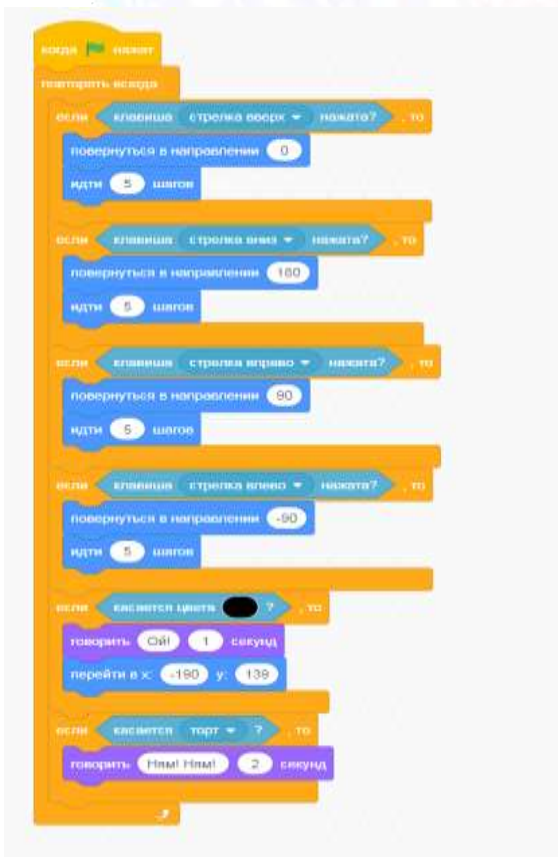 когда нажат
повторять всегда
если клавиша стрелка вверх нажата? , то
повернуться в направлении 0
идти 5 шагов
если клавиша стрелка вниз нажата? , то
повернуться в направлении 180
идти 5 шагов
если клавиша стрелка вправо нажата? , то
повернуться в направлении 90
идти 5 шагов
если клавиша стрелка влево нажата? , то
повернуться в направлении -90
идти 5 шагов
если касается цвета ? , то
говорить Ой! 1 секунд
перейти в x: -190 y: 139
если касается торт ? , то
говорить Ням! Ням! 2 секунд